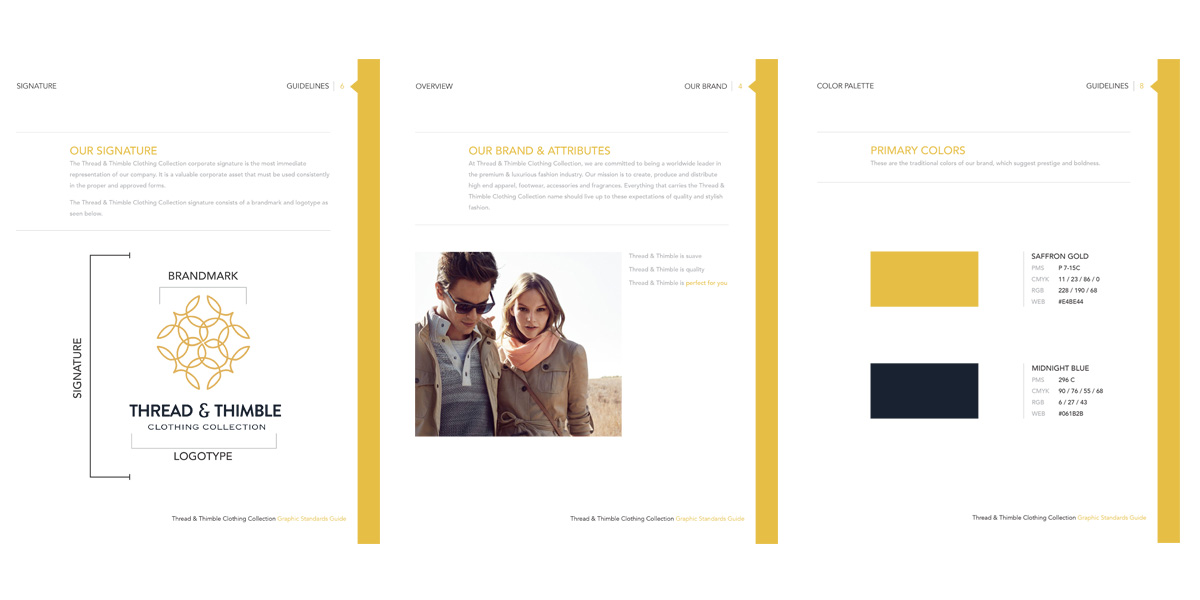 SIGNATURE
GUIDELINES | 6
OUR SIGNATURE
The Thread & Thimble Clothing Collection corporate signature is the most immediate
representation of our company. It is a valuable corporate asset that must be used consistently
in the proper and approved forms.
The Thread & Thimble Clothing Collection signature consists of a brandmark and logotype as
seen below.
SIGNATURE
BRANDMARK
THREAD & THIMBLE
CLOTHING COLLECTION
LOGOTYPE
Thread & Thimble Clothing Collection Graphic Standards Guide
OVERVIEW
OUR BRAND | 4
OUR BRAND & ATTRIBUTES
At Thread & Thimble Clothing Collection, we are committed to being a worldwide leader in
the premium & luxurious fashion industry. Our mission is to create, produce and distribute
high end apparel, footwear, accessories and fragrances. Everything that carries the Thread &
Thimble Clothing Collection name should live up to these expectations of quality and stylish
fashion.
Thread & Thimble is suave
Thread & Thimble is quality
Thread & Thimble is perfect for you
Thread & Thimble Clothing Collection Graphic Standards Guide
COLOR PALETTE
GUIDELINES | 8
PRIMARY COLORS
These are the traditional colors of our brand, which suggest prestige and boldness.
SAFFRON GOLD
PMS P 7-15C
CMYK 11 / 23 / 86 / 0
RGB 228 / 190 / 68
WEB #E4BE44
MIDNIGHT BLUE
PMS 296 C
CMYK 90 / 76 / 55 / 68
RGB 6 / 27 / 43
WEB #061B2B
Thread & Thimble Clothing Collection Graphic Standards Guide